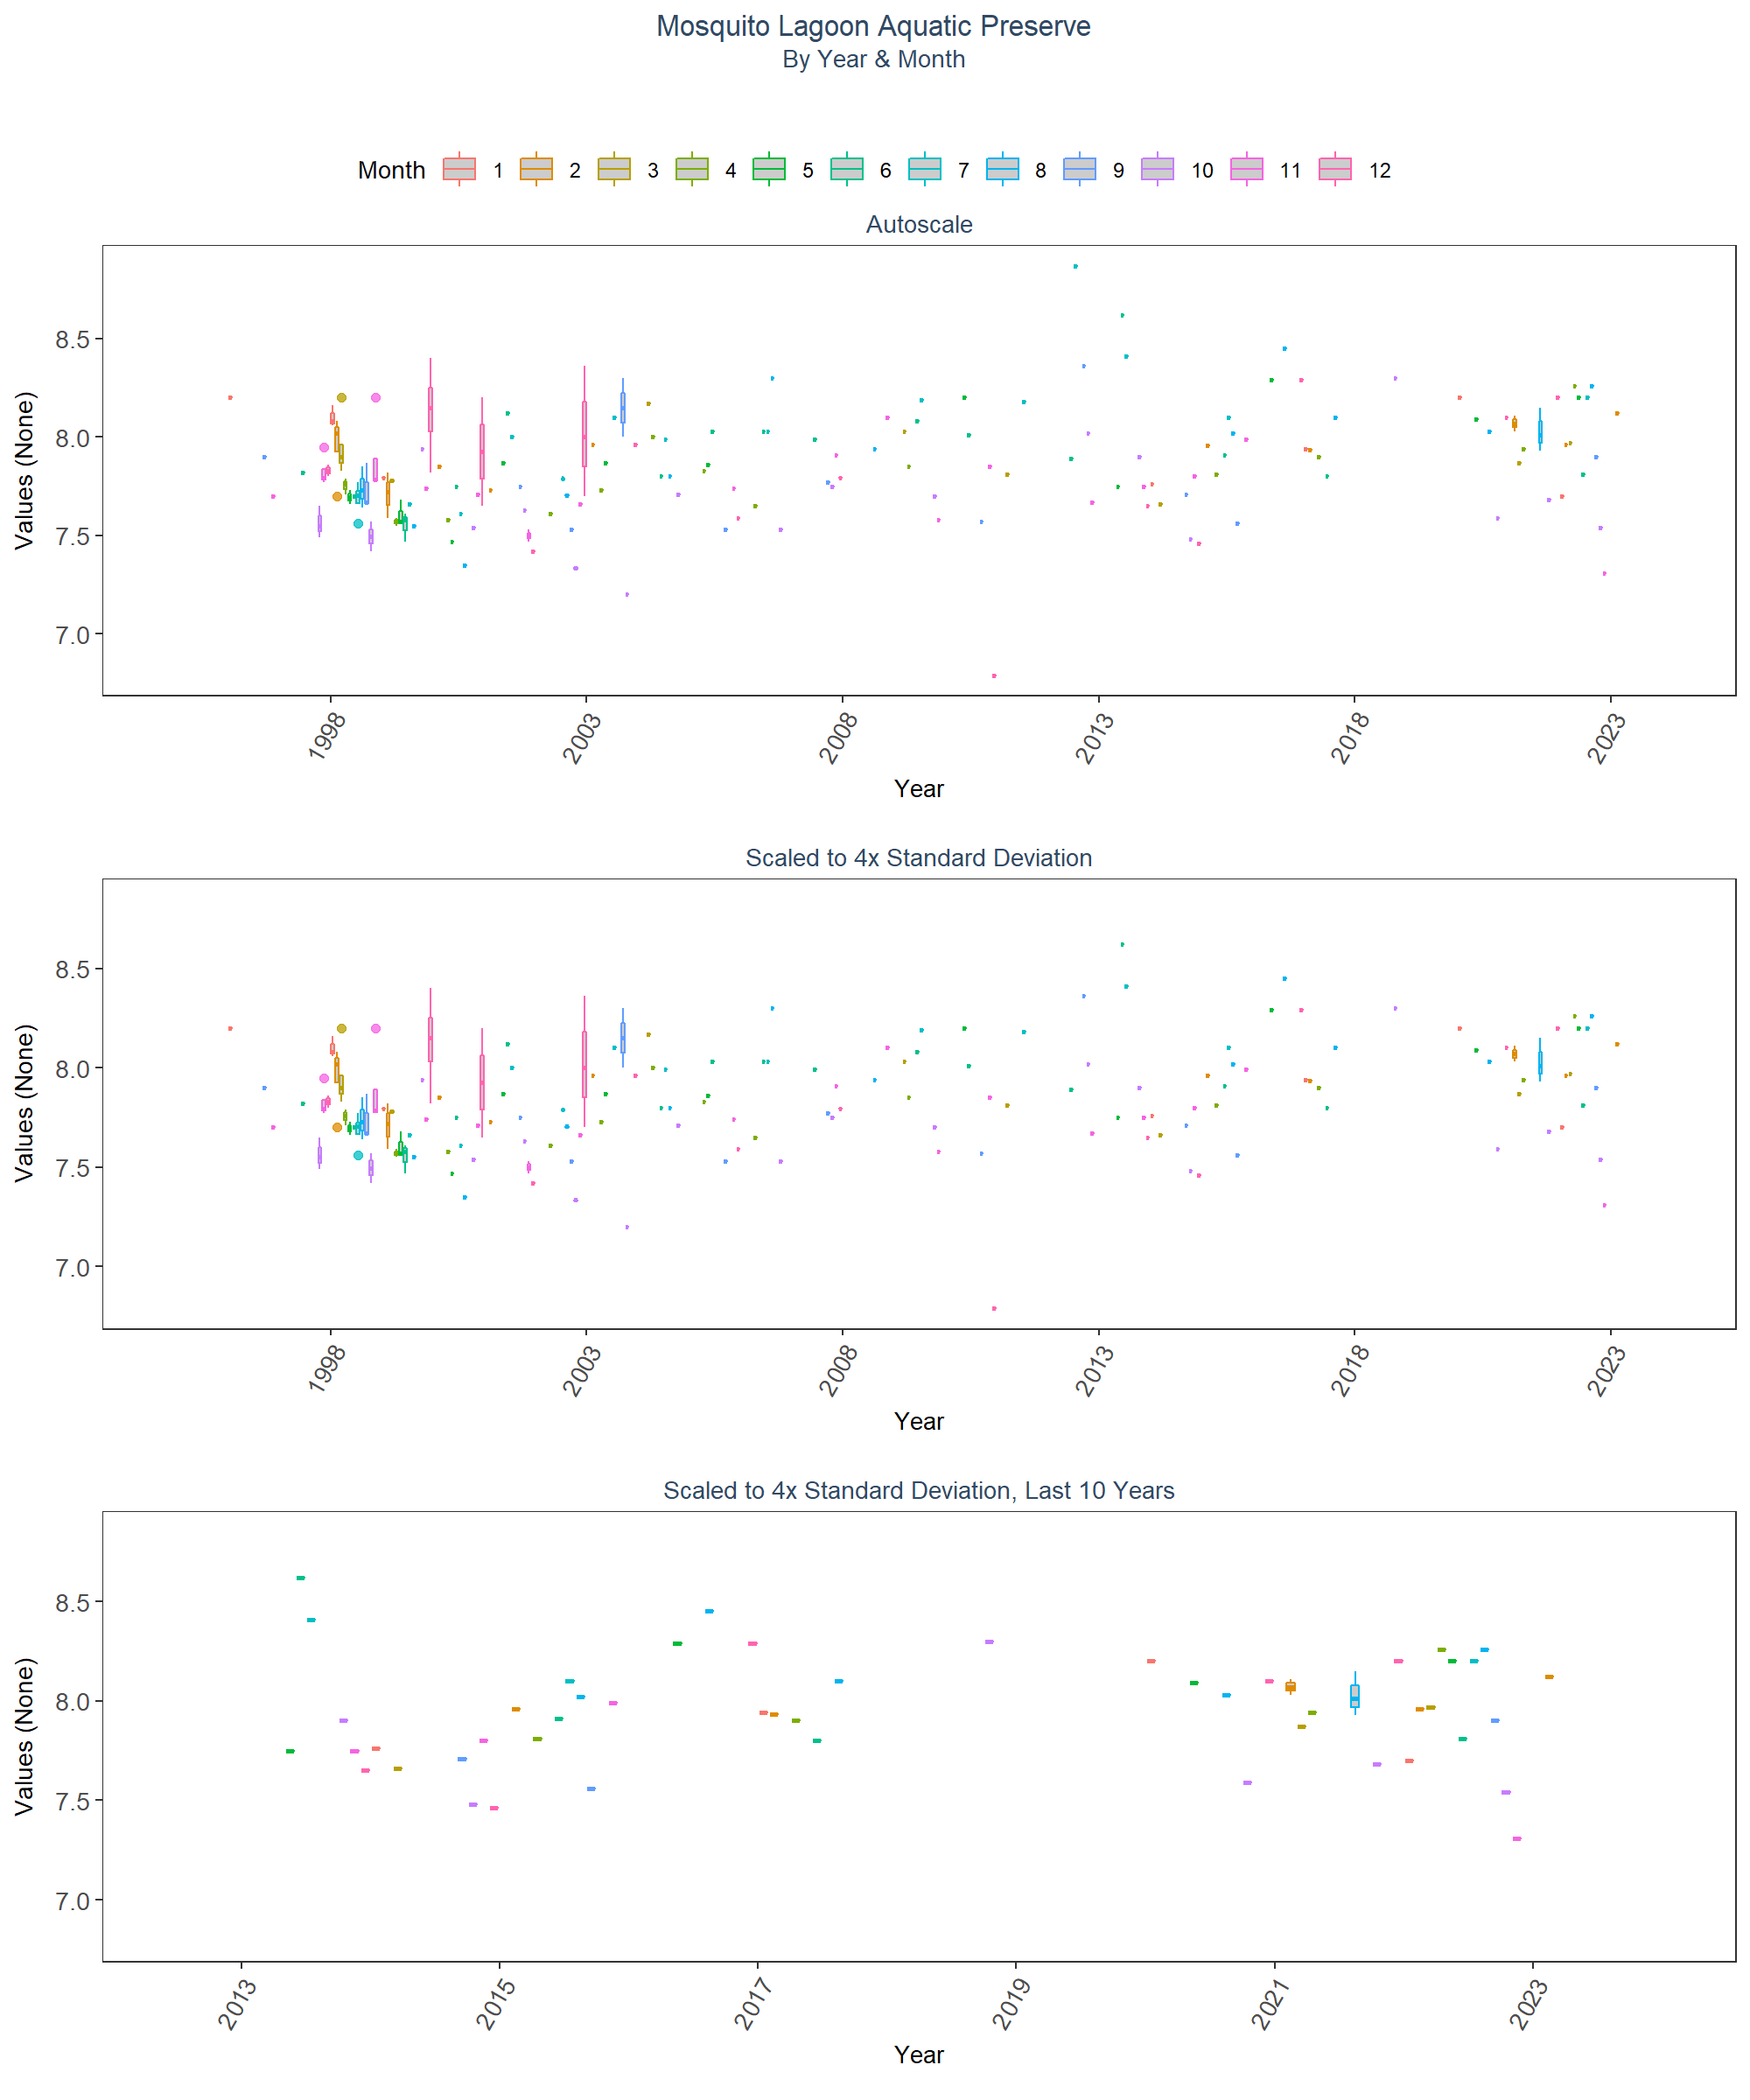 Mosquito Lagoon Aquatic Preserve
By Year & Month
Month 1 2 3 4 5 6 7 8 9 10 11 12
Autoscale
Values (None)
8.5
8.0
7.5
7.0
1998 2003 2008 2013 2018 2023
Year
Scaled to 4x Standard Deviation
Values (None)
8.5
8.0
7.5
7.0
1998 2003 2008 2013 2018 2023
Year
Scaled to 4x Standard Deviation, Last 10 Years
Values (None)
8.5
8.0
7.5
7.0
2013 2015 2017 2019 2021 2023
Year